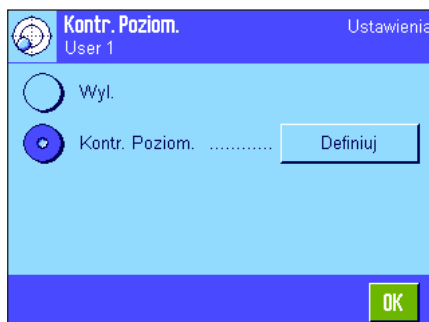 Kontr. Poziom. Ustawienia
User 1
Wyl.
Kontr. Poziom. ............ Definiuj
OK